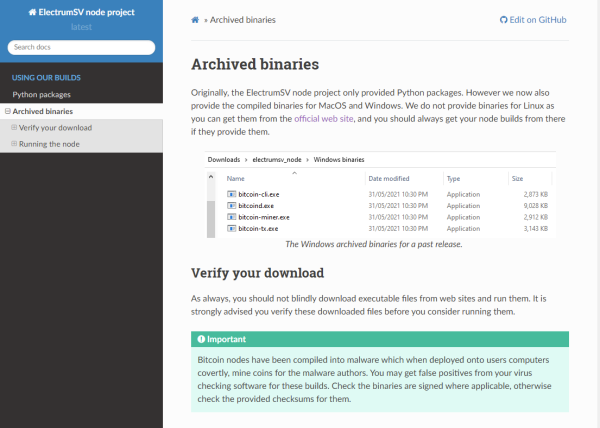 ElectrumSV node project
latest
Search docs
USING OUR BUILDS
Python packages
Archived binaries
Verify your download
Running the node
» Archived binaries
Edit on GitHub
Archived binaries
Originally, the ElectrumSV node project only provided Python packages. However we now also
provide the compiled binaries for MacOS and Windows. We do not provide binaries for Linux as
you can get them from the official web site, and you should always get your node builds from there
if they provide them.
Downloads › electrumsv_node › Windows binaries
Name Date modified Type Size
bitcoin-cli.exe 31/05/2021 10:30 PM Application 2,873 KB
bitcoind.exe 31/05/2021 10:30 PM Application 9,028 KB
bitcoin-miner.exe 31/05/2021 10:30 PM Application 2,912 KB
bitcoin-tx.exe 31/05/2021 10:30 PM Application 3,143 KB
The Windows archived binaries for a past release.
Verify your download
As always, you should not blindly download executable files from web sites and run them. It is
strongly advised you verify these downloaded files before you consider running them.
Important
Bitcoin nodes have been compiled into malware which when deployed onto users computers
covertly, mine coins for the malware authors. You may get false positives from your virus
checking software for these builds. Check the binaries are signed where applicable, otherwise
check the provided checksums for them.